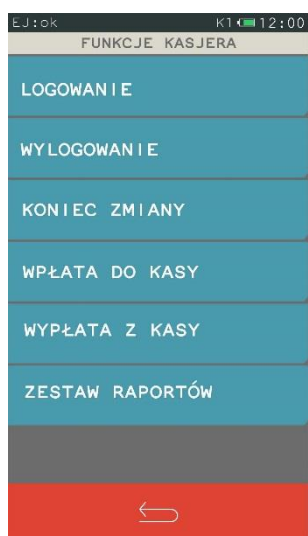 EJ:ok K1 12:00
FUNKCJE KASJERA
LOGOWANIE
WYLOGOWANIE
KONIEC ZMIANY
WPŁATA DO KASY
WYPŁATA Z KASY
ZESTAW RAPORTÓW